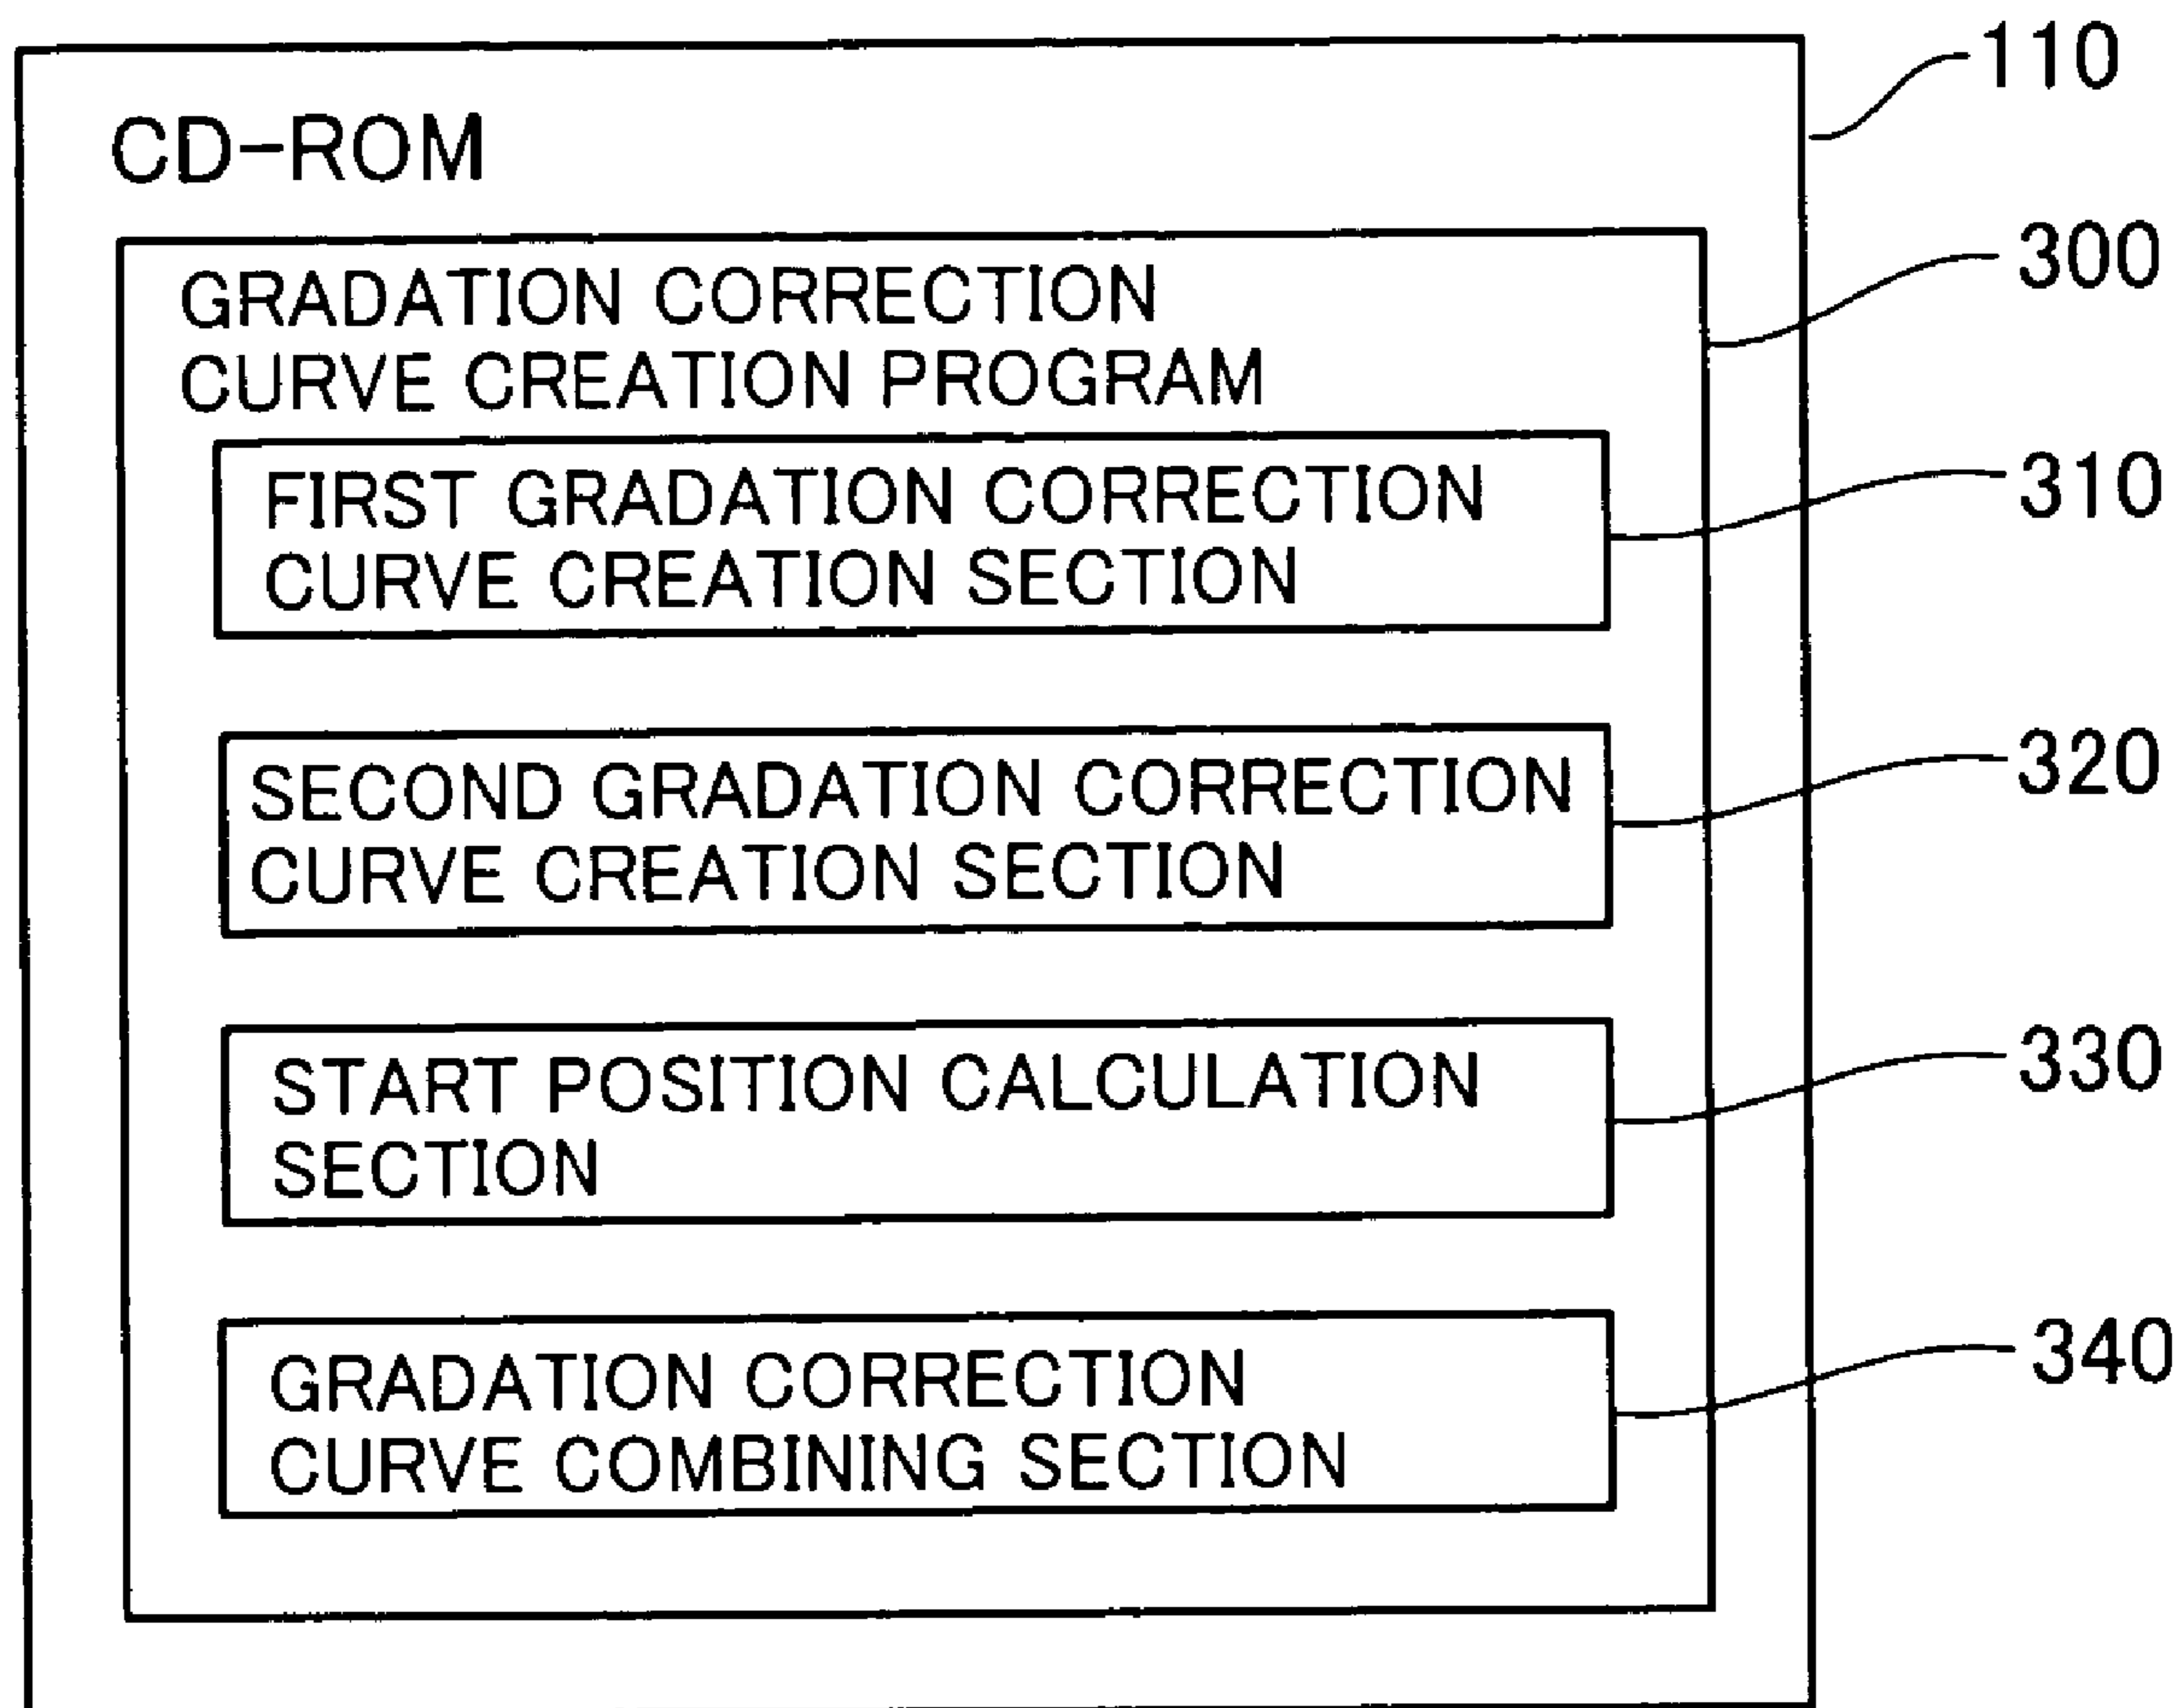 110
CD-ROM
300
GRADATION CORRECTION
CURVE CREATION PROGRAM
310
FIRST GRADATION CORRECTION
CURVE CREATION SECTION
320
SECOND GRADATION CORRECTION
CURVE CREATION SECTION
330
START POSITION CALCULATION
SECTION
340
GRADATION CORRECTION
CURVE COMBINING SECTION